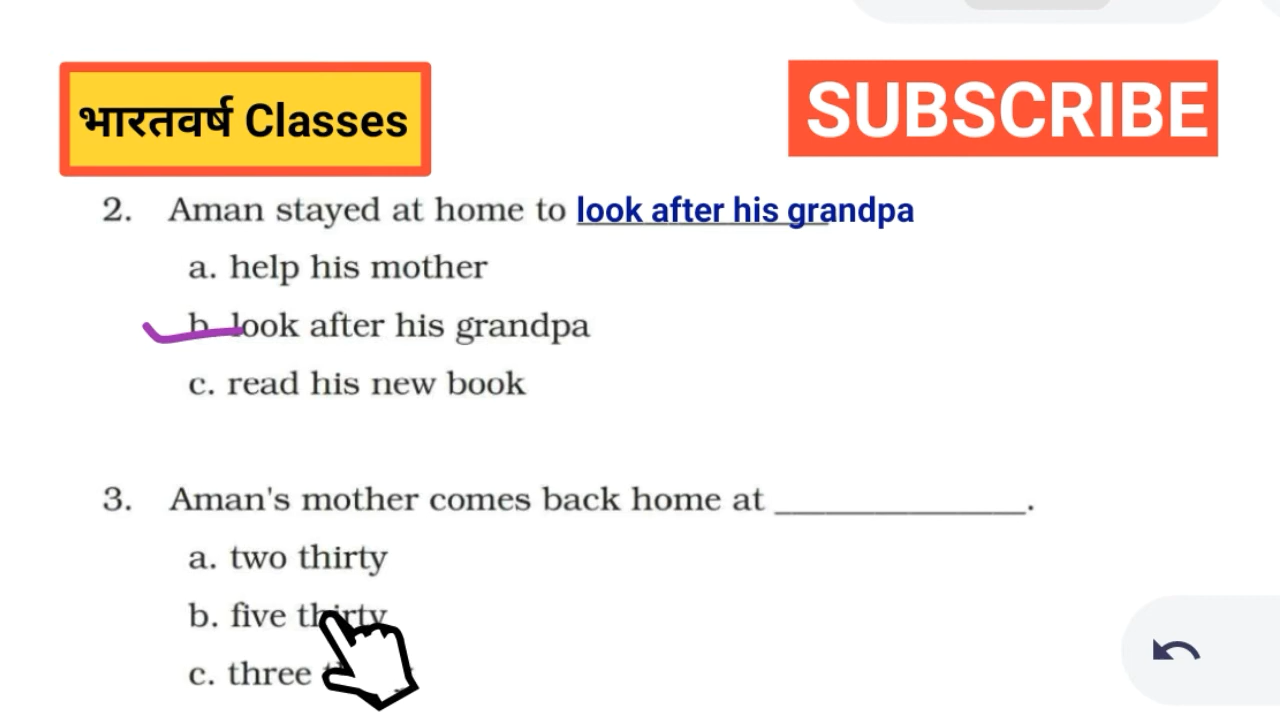 भारतवर्ष Classes
SUBSCRIBE
2. Aman stayed at home to look after his grandpa
a. help his mother
b. look after his grandpa
c. read his new book
3. Aman's mother comes back home at ______________.
a. two thirty
b. five thirty
c. three